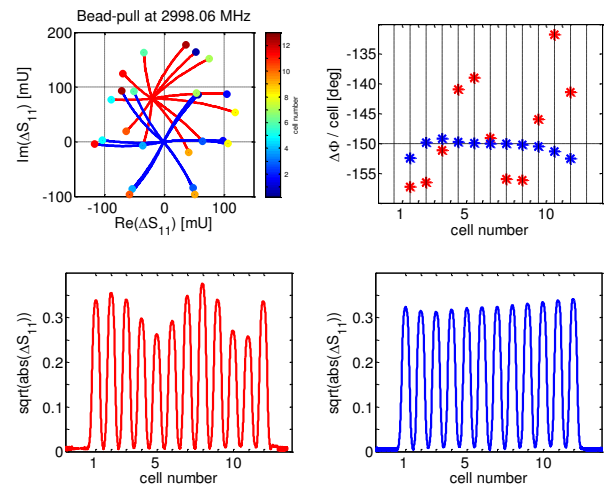 Bead-pull at 2998.06 MHz
200
100
0
-100
-100 0 100
Im(ΔS11) [mU]
Re(ΔS11) [mU]
12
10
8
6
4
2
cell number
-135
-140
-145
-150
-155
1 5 10
ΔΦ / cell [deg]
cell number
0.3
0.2
0.1
0
1 5 10
sqrt(abs(ΔS11))
cell number
0.3
0.2
0.1
0
1 5 10
sqrt(abs(ΔS11))
cell number